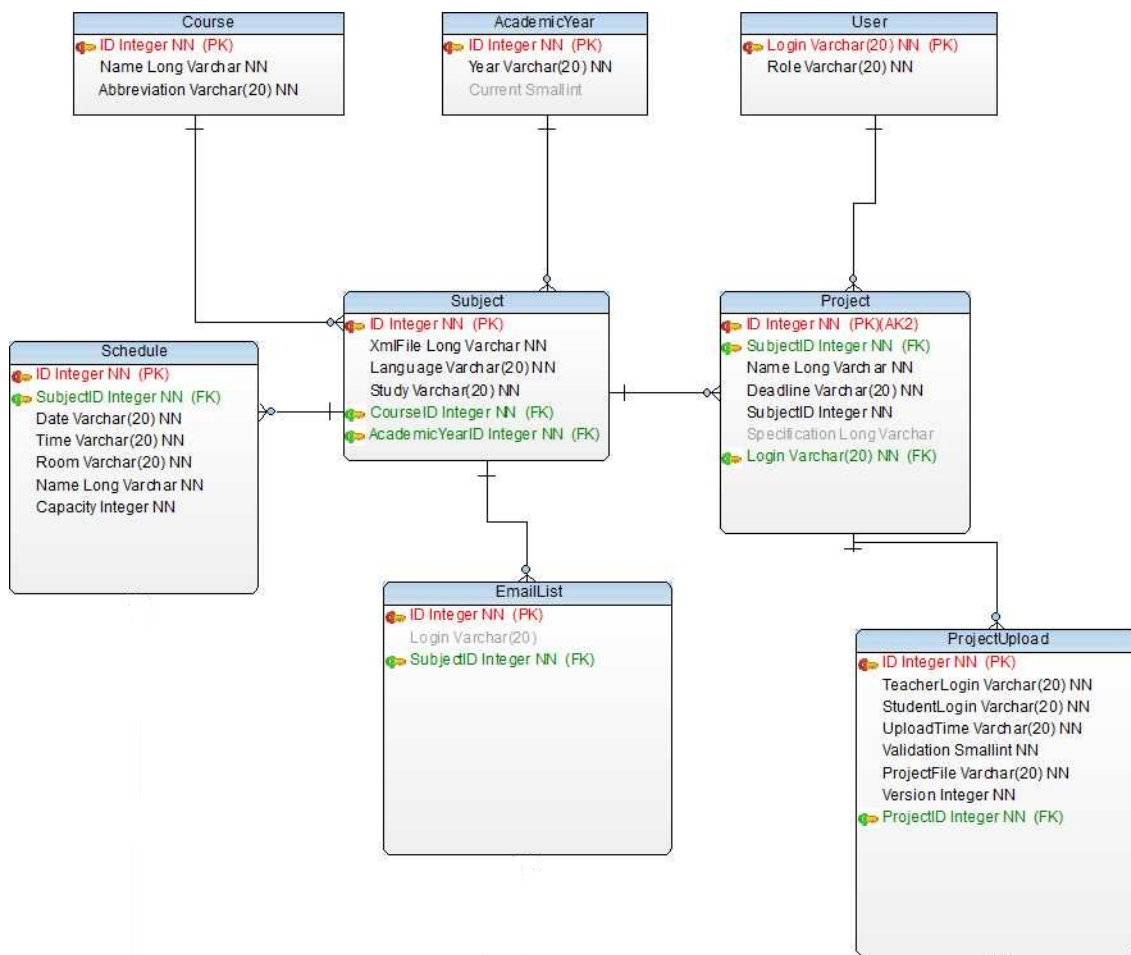 Course
ID Integer NN (PK)
Name Long Varchar NN
Abbreviation Varchar(20) NN
AcademicYear
ID Integer NN (PK)
Year Varchar(20) NN
Current Smallint
User
Login Varchar(20) NN (PK)
Role Varchar(20) NN
Subject
ID Integer NN (PK)
XmlFile Long Varchar NN
Language Varchar(20) NN
Study Varchar(20) NN
CourseID Integer NN (FK)
AcademicYearID Integer NN (FK)
Project
ID Integer NN (PK)(AK2)
SubjectID Integer NN (FK)
Name Long Varchar NN
Deadline Varchar(20) NN
SubjectID Integer NN
Specification Long Varchar
Login Varchar(20) NN (FK)
Schedule
ID Integer NN (PK)
SubjectID Integer NN (FK)
Date Varchar(20) NN
Time Varchar(20) NN
Room Varchar(20) NN
Name Long Varchar NN
Capacity Integer NN
EmailList
ID Integer NN (PK)
Login Varchar(20)
SubjectID Integer NN (FK)
ProjectUpload
ID Integer NN (PK)
TeacherLogin Varchar(20) NN
StudentLogin Varchar(20) NN
UploadTime Varchar(20) NN
Validation Smallint NN
ProjectFile Varchar(20) NN
Version Integer NN
ProjectID Integer NN (FK)